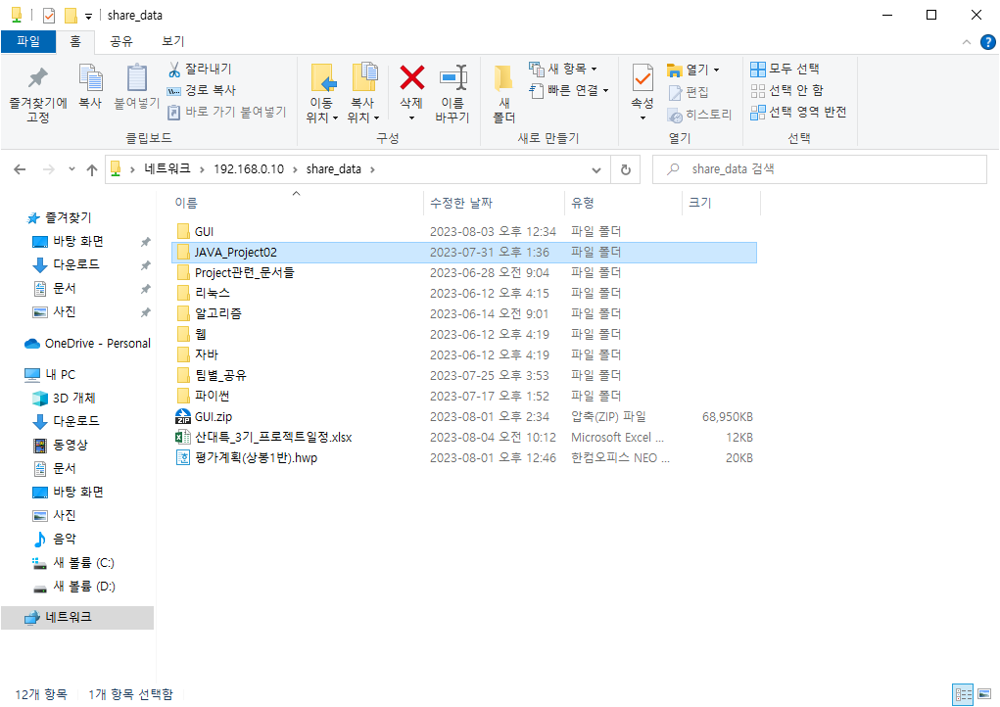 share_data
파일 홈 공유 보기
즐겨찾기에 고정
복사
붙여넣기
잘라내기
경로 복사
바로 가기 붙여넣기
클립보드
이동 위치
복사 위치
삭제
이름 바꾸기
구성
새 폴더
새 항목
빠른 연결
새로 만들기
속성
열기
편집
히스토리
열기
모두 선택
선택 안 함
선택 영역 반전
선택
네트워크 > 192.168.0.10 > share_data >
share_data 검색
즐겨찾기
바탕 화면
다운로드
문서
사진
OneDrive - Personal
내 PC
3D 개체
다운로드
동영상
문서
바탕 화면
사진
음악
새 볼륨 (C:)
새 볼륨 (D:)
네트워크
이름 수정한 날짜 유형 크기
GUI 2023-08-03 오후 12:34 파일 폴더
JAVA_Project02 2023-07-31 오후 1:36 파일 폴더
Project관련_문서들 2023-06-28 오전 9:04 파일 폴더
리눅스 2023-06-12 오후 4:15 파일 폴더
알고리즘 2023-06-14 오전 9:01 파일 폴더
웹 2023-06-12 오후 4:19 파일 폴더
자바 2023-06-12 오후 4:19 파일 폴더
팀별_공유 2023-07-25 오후 3:53 파일 폴더
파이썬 2023-07-17 오후 1:52 파일 폴더
GUI.zip 2023-08-01 오후 2:34 압축(ZIP) 파일 68,950KB
산대특_3기_프로젝트일정.xlsx 2023-08-04 오전 10:12 Microsoft Excel ... 12KB
평가계획(상봉1반).hwp 2023-08-01 오후 12:46 한컴오피스 NEO ... 20KB
12개 항목 1개 항목 선택함